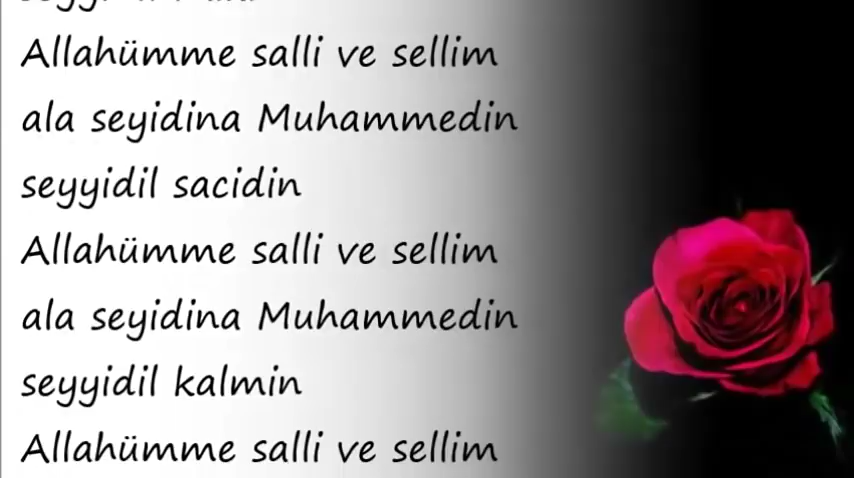 Allahümme salli ve sellim
ala seyidina Muhammedin
seyyidil sacidin
Allahümme salli ve sellim
ala seyidina Muhammedin
seyyidil kalmin
Allahümme salli ve sellim